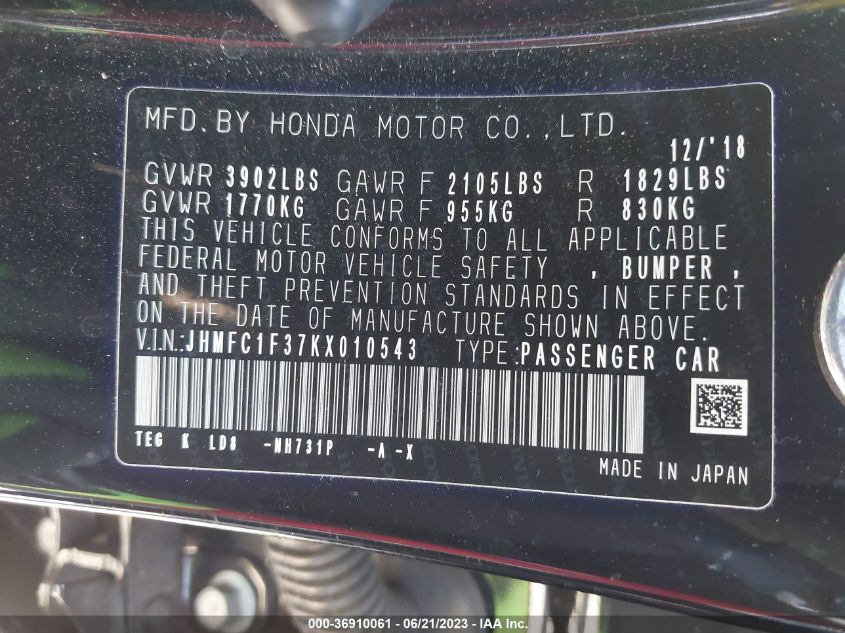 MFD. BY HONDA MOTOR CO., LTD.
12/'18
GVWR 3902LBS GAWR F 2105LBS R 1829LBS
GVWR 1770KG GAWR F 955KG R 830KG
THIS VEHICLE CONFORMS TO ALL APPLICABLE
FEDERAL MOTOR VEHICLE SAFETY , BUMPER ,
AND THEFT PREVENTION STANDARDS IN EFFECT
ON THE DATE OF MANUFACTURE SHOWN ABOVE.
V.I.N: JHMFC1F37KX010543 TYPE: PASSENGER CAR
TEG K LD8 -NH731P -A -X
MADE IN JAPAN
000-36910061 - 06/21/2023 - IAA Inc.